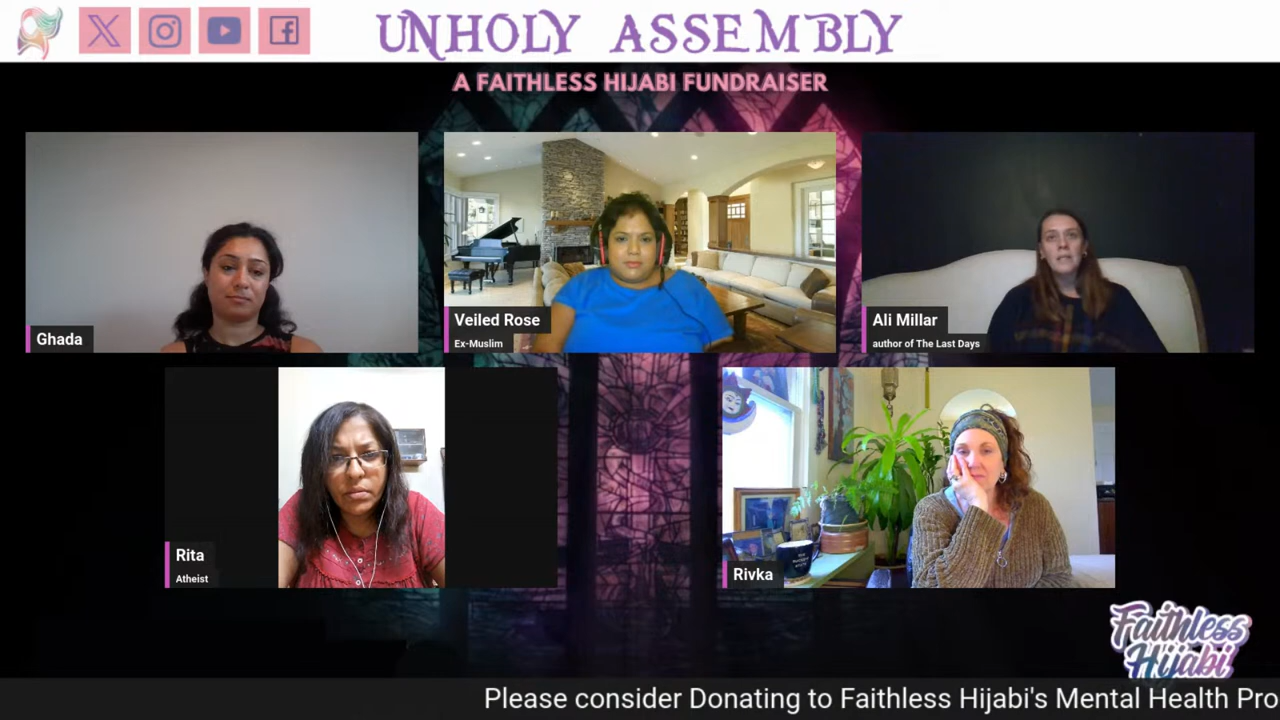 UNHOLY ASSEMBLY
A FAITHLESS HIJABI FUNDRAISER
Ghada
Veiled Rose
Ex-Muslim
Ali Millar
author of The Last Days
Rita
Atheist
Rivka
Faithless
Hijabi
Please consider Donating to Faithless Hijabi's Mental Health Pro